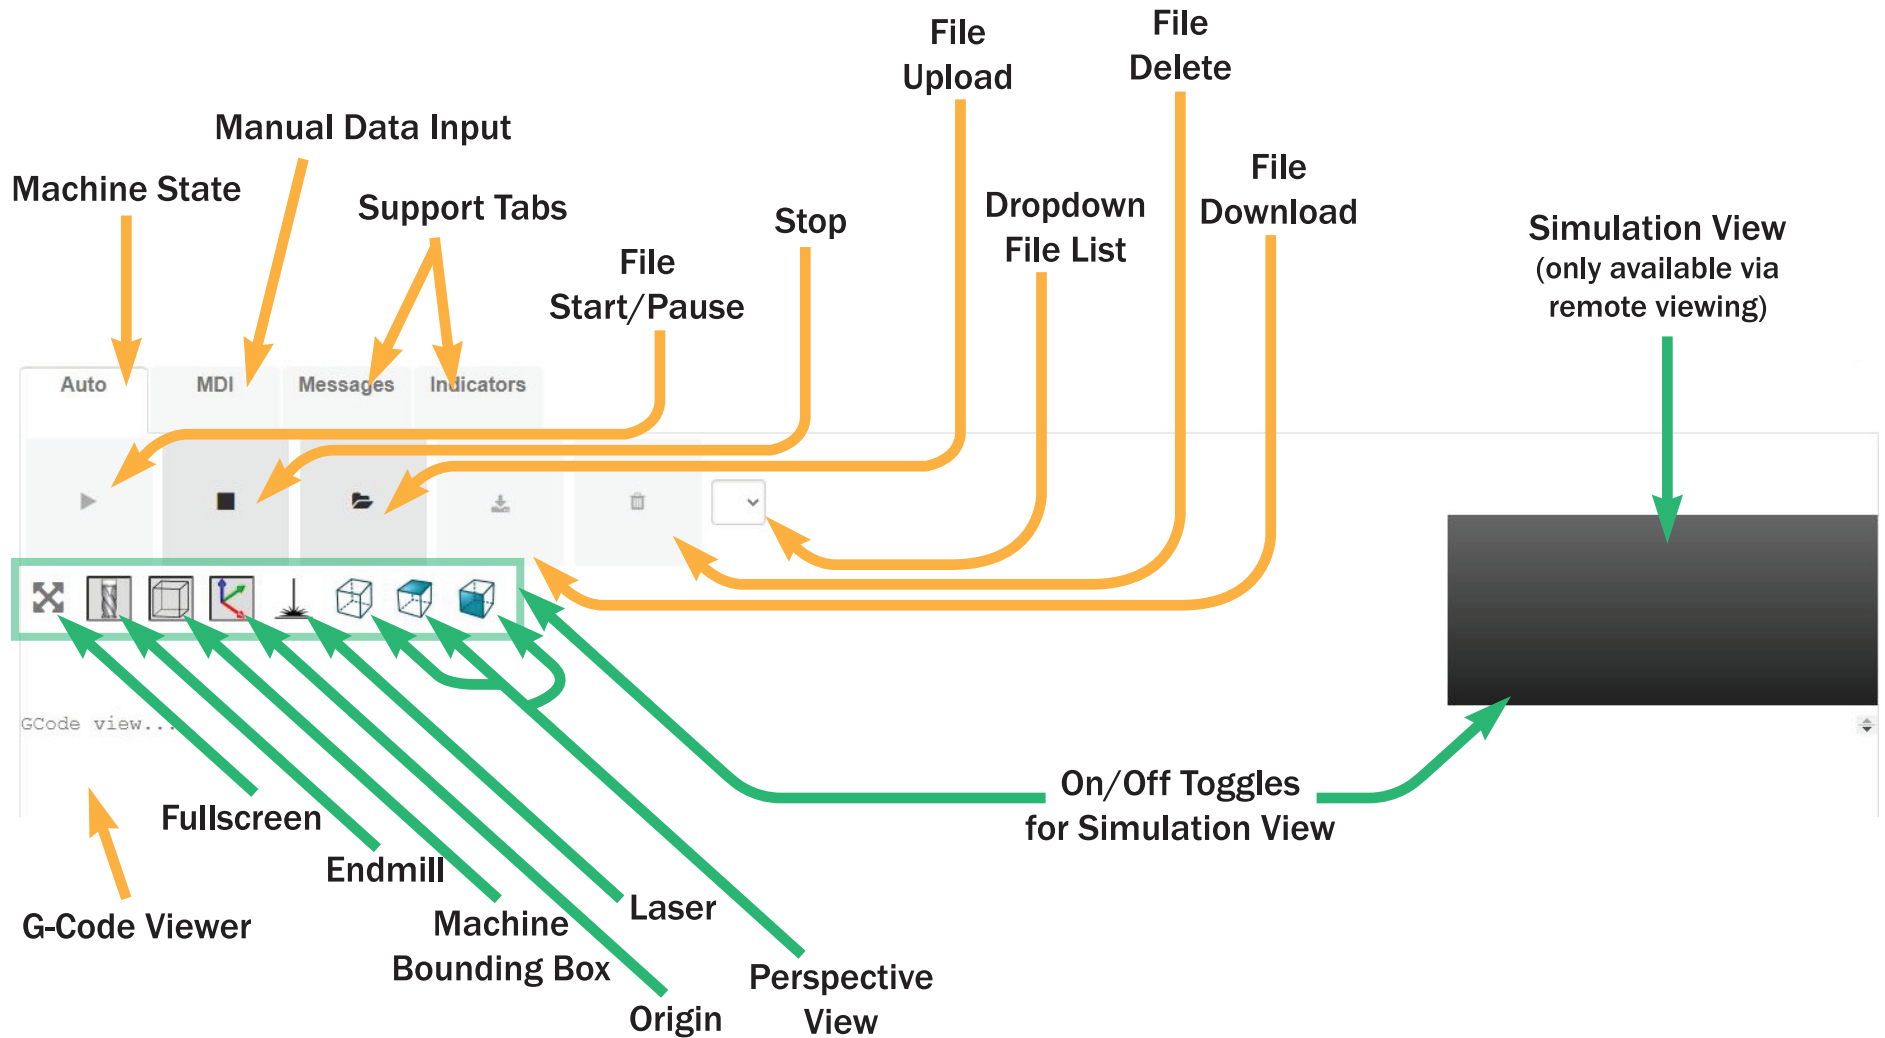 File
Upload
File
Delete
Manual Data Input
Machine State
Support Tabs
Stop
File
Start/Pause
Dropdown
File List
File
Download
Simulation View
(only available via
remote viewing)
Auto
MDI
Messages
Indicators
GCode view...
Fullscreen
Endmill
G-Code Viewer
Machine
Bounding Box
Laser
Origin
Perspective
View
On/Off Toggles
for Simulation View